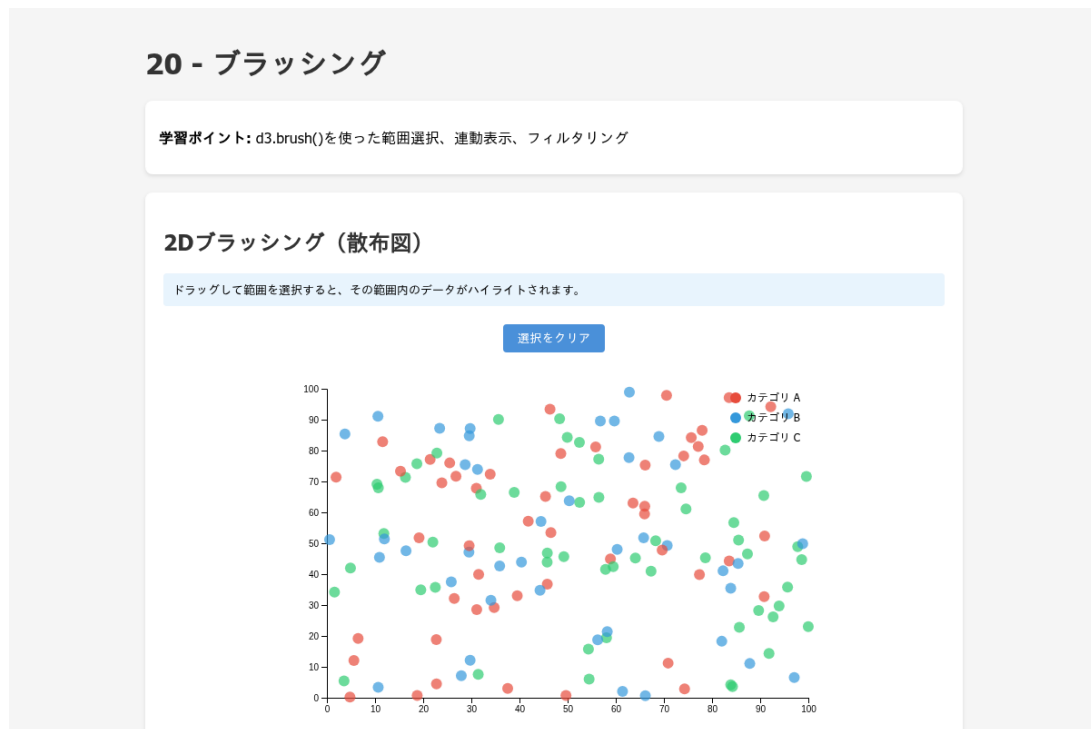 20 - ブラッシング
学習ポイント: d3.brush()を使った範囲選択、連動表示、フィルタリング
2Dブラッシング（散布図）
ドラッグして範囲を選択すると、その範囲内のデータがハイライトされます。
選択をクリア
カテゴリ A
カテゴリ B
カテゴリ C
100
90
80
70
60
50
40
30
20
10
0
0 10 20 30 40 50 60 70 80 90 100